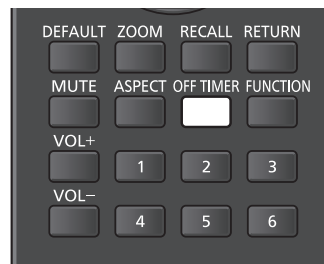 DEFAULT ZOOM RECALL RETURN
MUTE ASPECT OFF TIMER FUNCTION
VOL+
1 2 3
VOL−
4 5 6